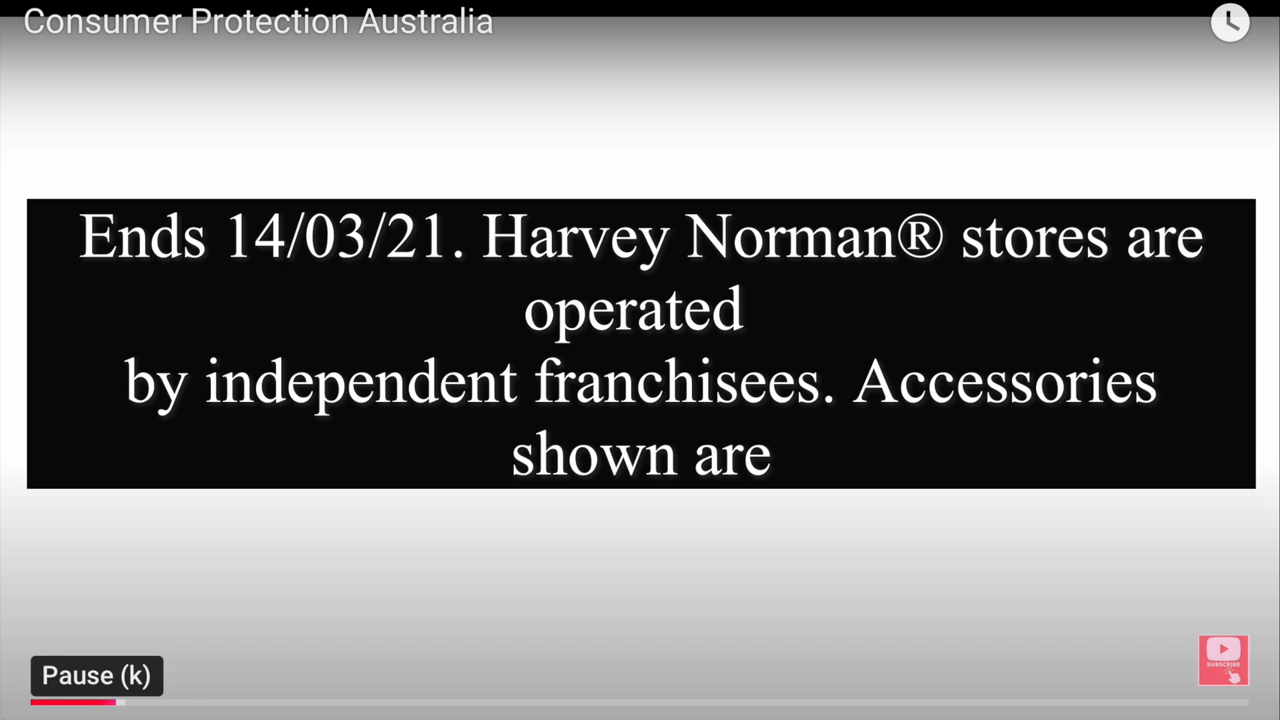 Consumer Protection Australia
Ends 14/03/21. Harvey Norman® stores are
operated
by independent franchisees. Accessories
shown are
SUBSCRIBE
Pause (k)